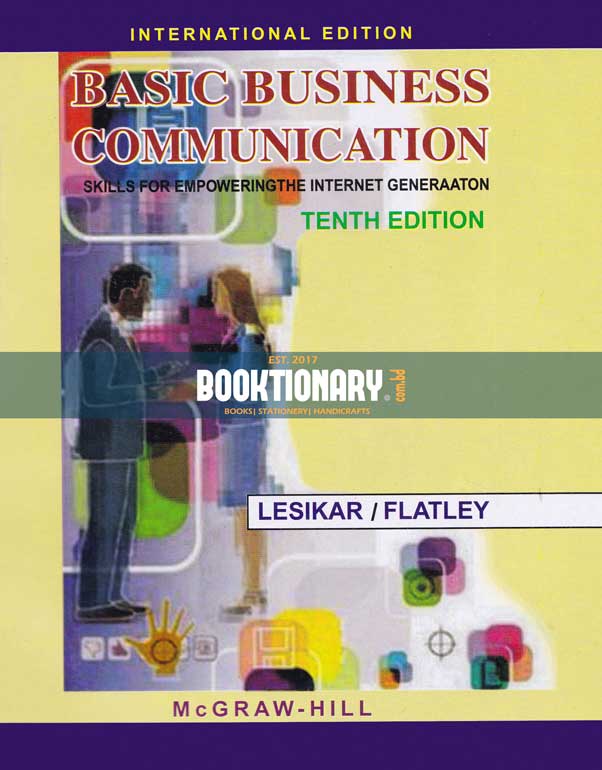 INTERNATIONAL EDITION
BASIC BUSINESS
COMMUNICATION
SKILLS FOR EMPOWERINGTHE INTERNET GENERAATON
TENTH EDITION
EST. 2017
BOOKTIONARY.com.bd
BOOKS| STATIONERY| HANDICRAFTS
LESIKAR / FLATLEY
McGRAW-HILL